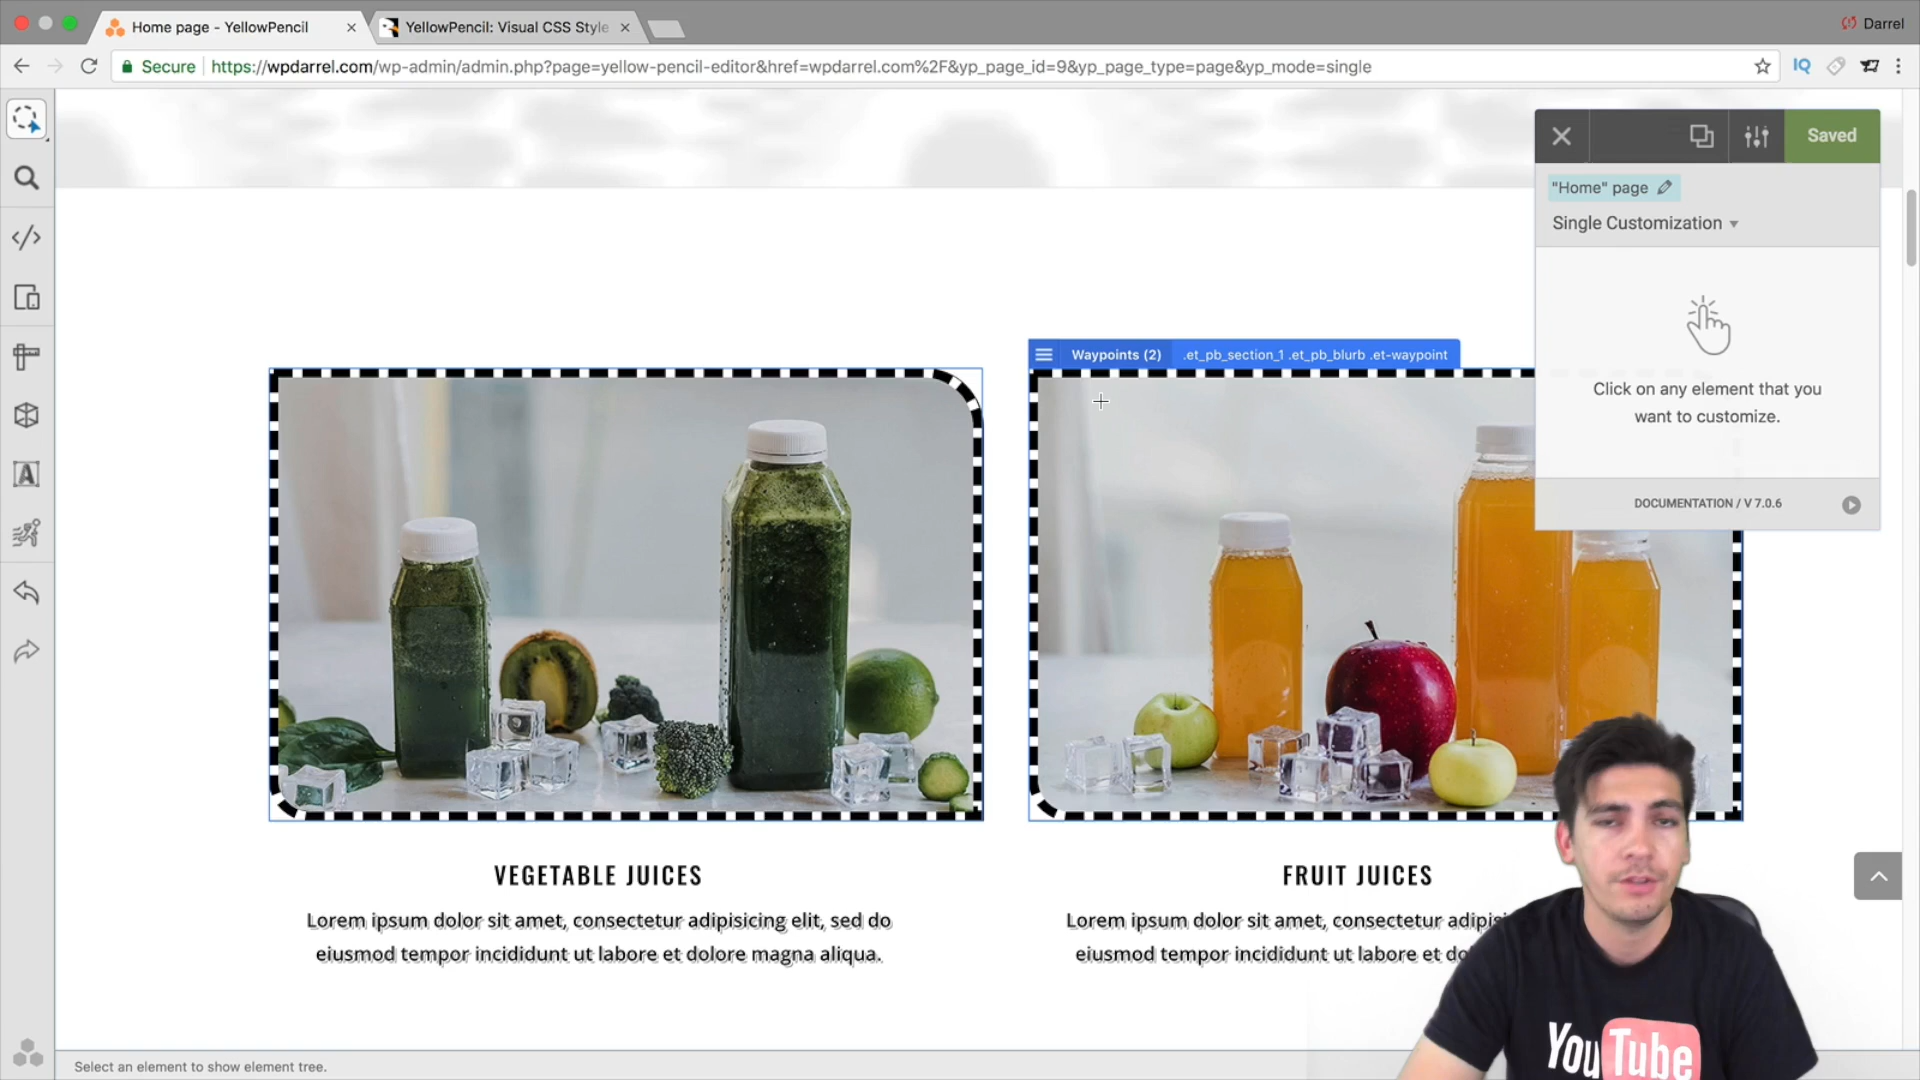 Home page - YellowPencil
YellowPencil: Visual CSS Style
Darrel
Secure
https://wpdarrel.com/wp-admin/admin.php?page=yellow-pencil-editor&href=wpdarrel.com%2F&yp_page_id=9&yp_page_type=page&yp_mode=single
IQ
Saved
"Home" page
Single Customization
Click on any element that you
want to customize.
DOCUMENTATION / V 7.0.6
Waypoints (2)
.et_pb_section_1 .et_pb_blurb .et-waypoint
A
VEGETABLE JUICES
Lorem ipsum dolor sit amet, consectetur adipisicing elit, sed do
eiusmod tempor incididunt ut labore et dolore magna aliqua.
FRUIT JUICES
Lorem ipsum dolor sit amet, consectetur
eiusmod tempor incididunt ut labore et
YouTube
Select an element to show element tree.